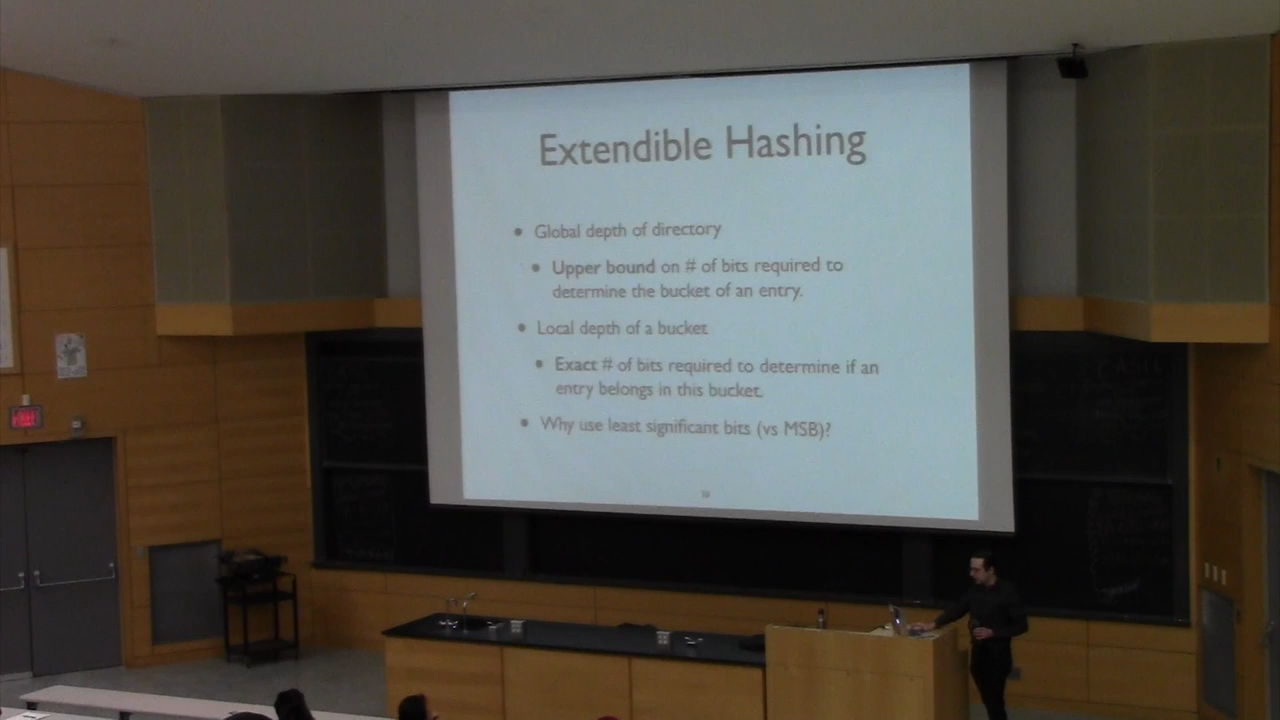 Extendible Hashing
• Global depth of directory
• Upper bound on # of bits required to
determine the bucket of an entry.
• Local depth of a bucket
• Exact # of bits required to determine if an
entry belongs in this bucket.
• Why use least significant bits (vs MSB)?